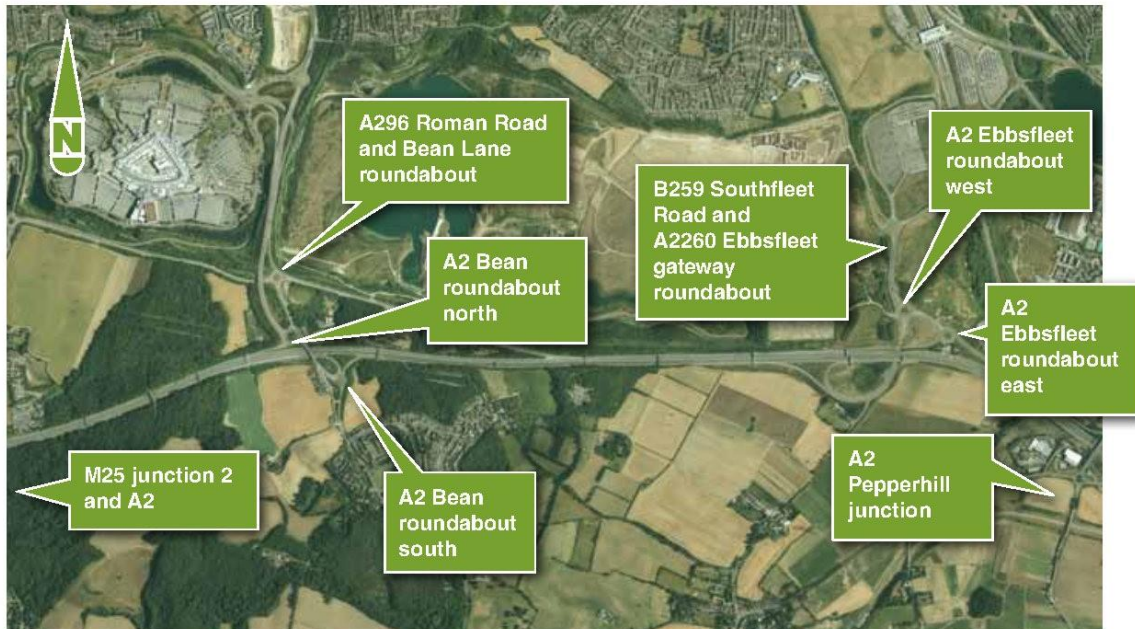 N
A296 Roman Road
and Bean Lane
roundabout
A2 Ebbsfleet
roundabout
west
B259 Southfleet
Road and
A2260 Ebbsfleet
gateway
roundabout
A2 Bean
roundabout
north
A2
Ebbsfleet
roundabout
east
M25 junction 2
and A2
A2 Bean
roundabout
south
A2
Pepperhill
junction